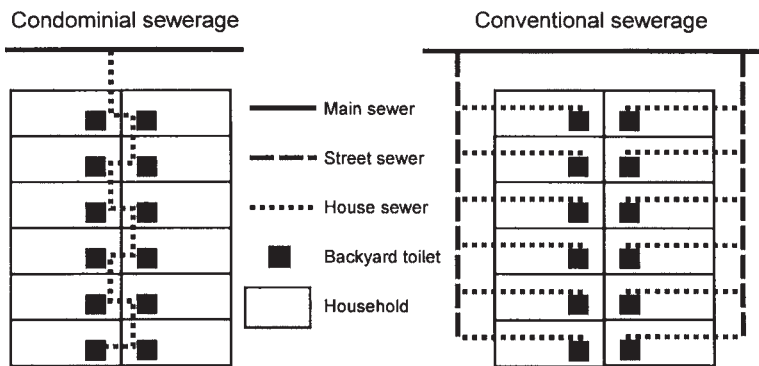 Condominial sewerage
Conventional sewerage
Main sewer
Street sewer
House sewer
Backyard toilet
Household